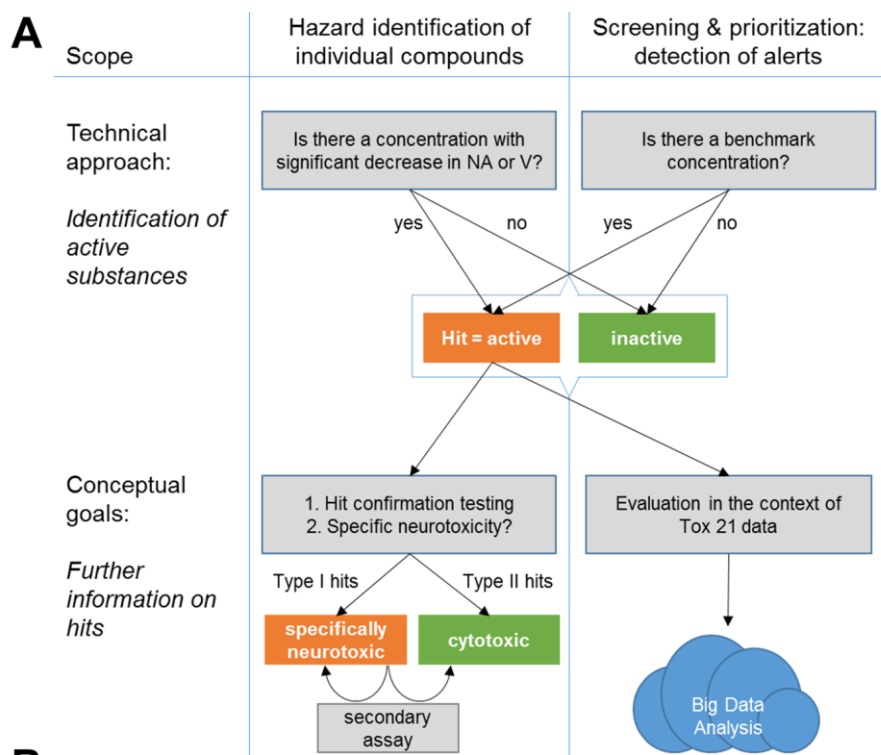 A
Scope
Hazard identification of
individual compounds
Screening & prioritization:
detection of alerts
Technical
approach:
Identification of
active
substances
Is there a concentration with
significant decrease in NA or V?
Is there a benchmark
concentration?
yes
no
yes
no
Hit = active
inactive
Conceptual
goals:
Further
information on
hits
1. Hit confirmation testing
2. Specific neurotoxicity?
Evaluation in the context of
Tox 21 data
Type I hits
Type II hits
specifically
neurotoxic
cytotoxic
secondary
assay
Big Data
Analysis